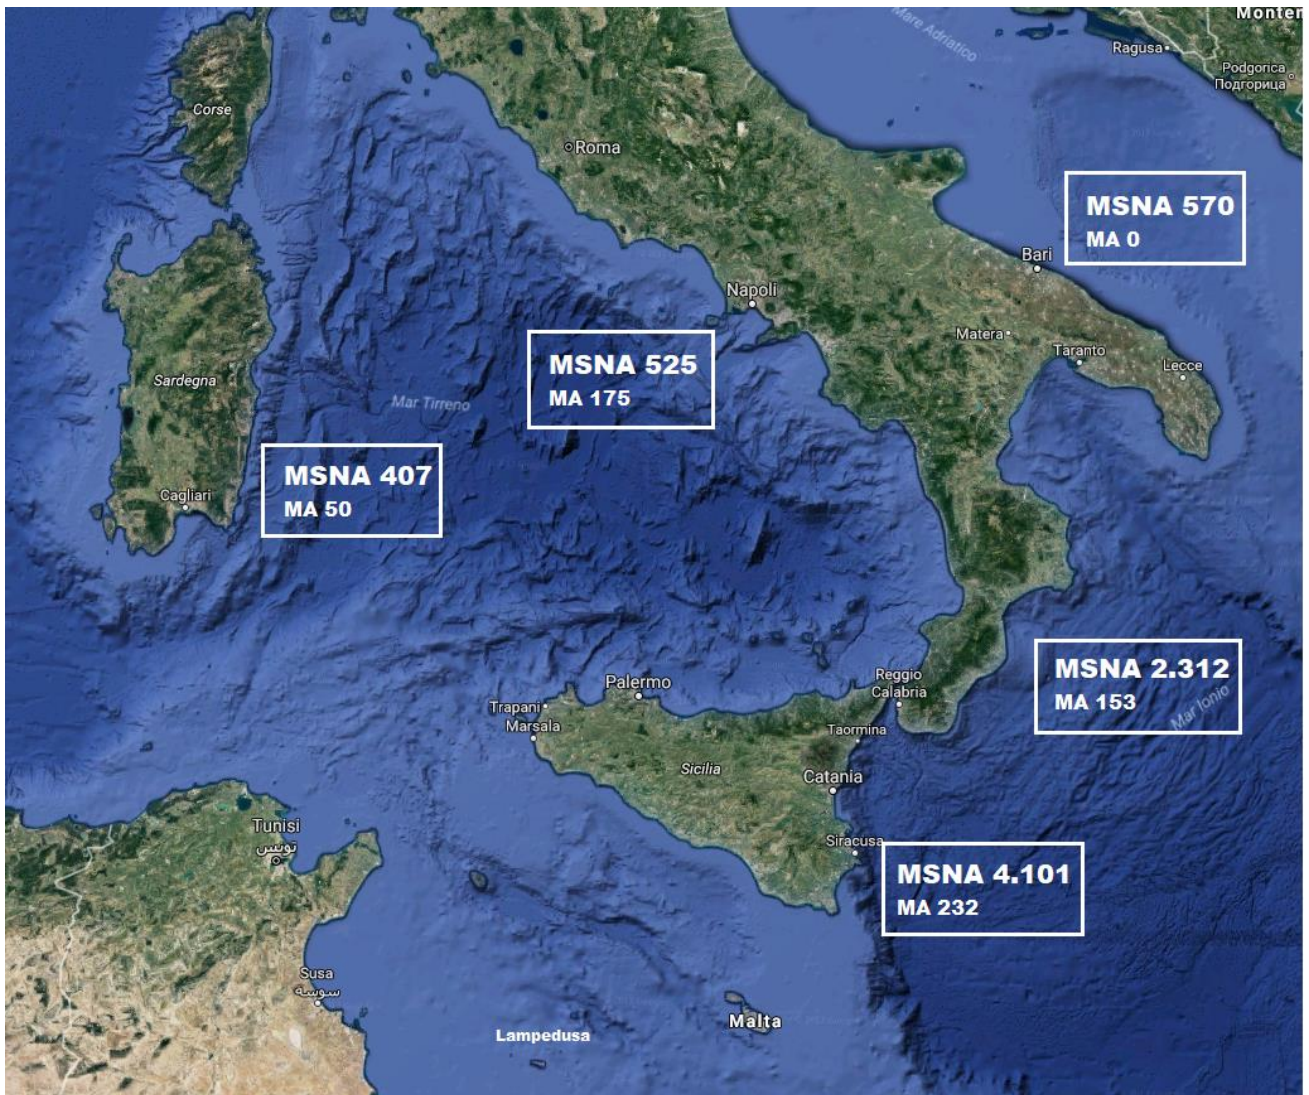 Monten
Mare Adriatico
Ragusa
Podgorica
Подгорица
Corse
Roma
MSNA 570
MA 0
Bari
Napoli
Matera
MSNA 525
MA 175
Taranto
Lecce
Sardegna
Mar Tirreno
MSNA 407
MA 50
Cagliari
MSNA 2.312
MA 153
Mar Ionio
Reggio
Calabria
Palermo
Trapani
Marsala
Taormina
Sicilia
Catania
Tunisi
تونس
Siracusa
MSNA 4.101
MA 232
Susa
سوسة
Malta
Lampedusa